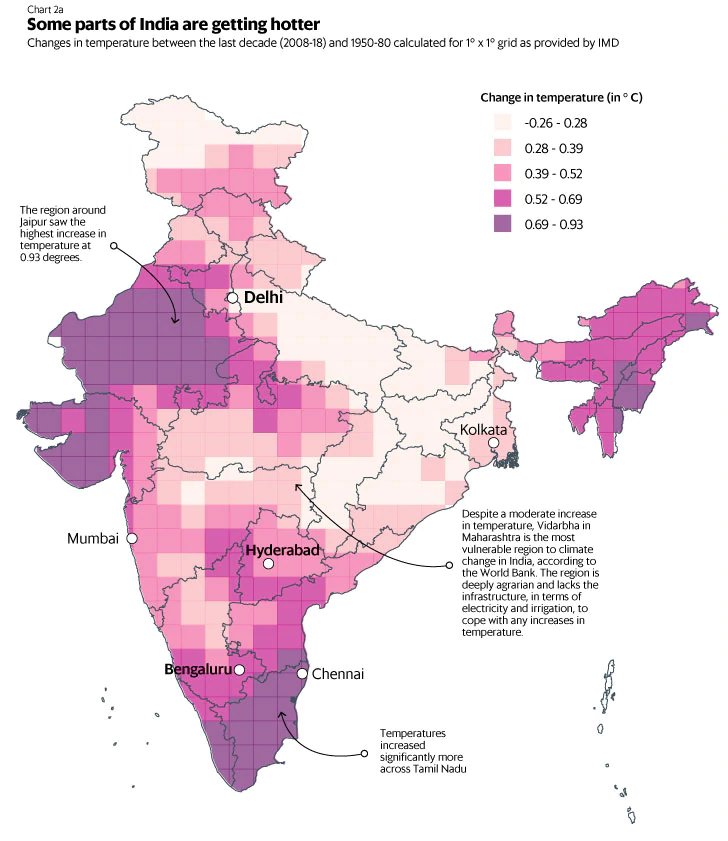 Chart 2a
Some parts of India are getting hotter
Changes in temperature between the last decade (2008-18) and 1950-80 calculated for 1° x 1° grid as provided by IMD
Change in temperature (in ° C)
-0.26 - 0.28
0.28 - 0.39
0.39 - 0.52
0.52 - 0.69
0.69 - 0.93
The region around
Jaipur saw the
highest increase in
temperature at
0.93 degrees.
Delhi
Kolkata
Mumbai
Hyderabad
Despite a moderate increase
in temperature, Vidarbha in
Maharashtra is the most
vulnerable region to climate
change in India, according to
the World Bank. The region is
deeply agrarian and lacks the
infrastructure, in terms of
electricity and irrigation, to
cope with any increases in
temperature.
Bengaluru
Chennai
Temperatures
increased
significantly more
across Tamil Nadu